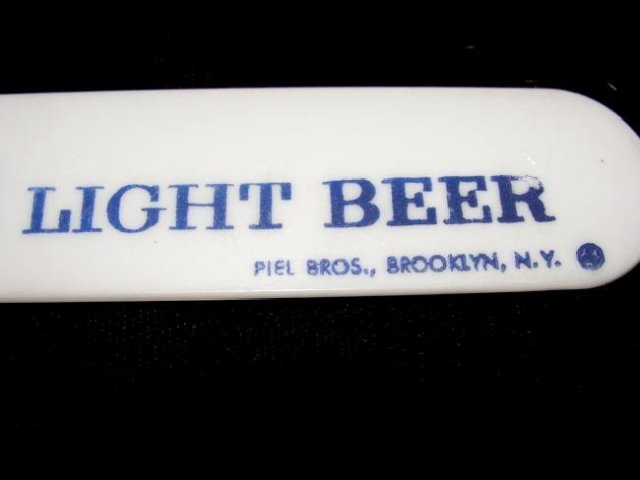 LIGHT BEER
PIEL BROS., BROOKLYN, N.Y.